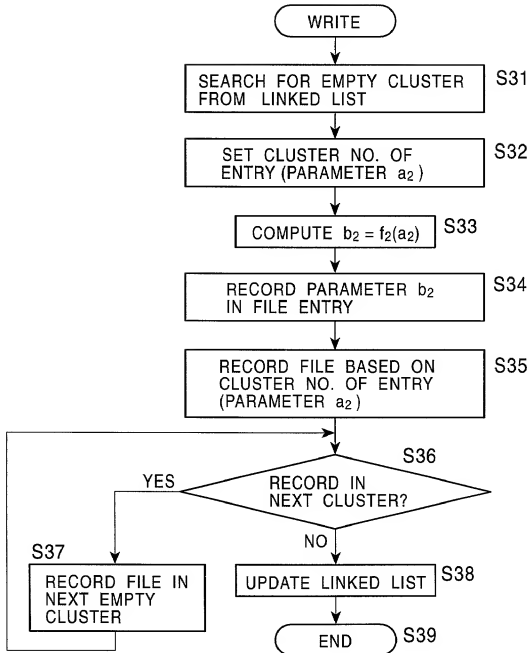 WRITE
SEARCH FOR EMPTY CLUSTER
FROM LINKED LIST
S31
SET CLUSTER NO. OF
ENTRY (PARAMETER a₂)
S32
COMPUTE b₂ = f₂(a₂)
S33
RECORD PARAMETER b₂
IN FILE ENTRY
S34
RECORD FILE BASED ON
CLUSTER NO. OF ENTRY
(PARAMETER a₂)
S35
S36
RECORD IN
NEXT CLUSTER?
YES
NO
S37
RECORD FILE IN
NEXT EMPTY
CLUSTER
UPDATE LINKED LIST
S38
END
S39